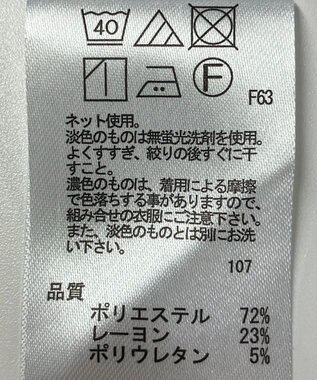 40
F
F63
ネット使用。
淡色のものは無蛍光洗剤を使用。
よくすすぎ、絞りの後すぐに干
すこと。
濃色のものは、着用による摩擦
で色落ちする事がありますので、
組み合せの衣服にご注意下さい。
また、淡色のものとは別にお洗
い下さい。
107
品質
ポリエステル 72%
レーヨン 23%
ポリウレタン 5%